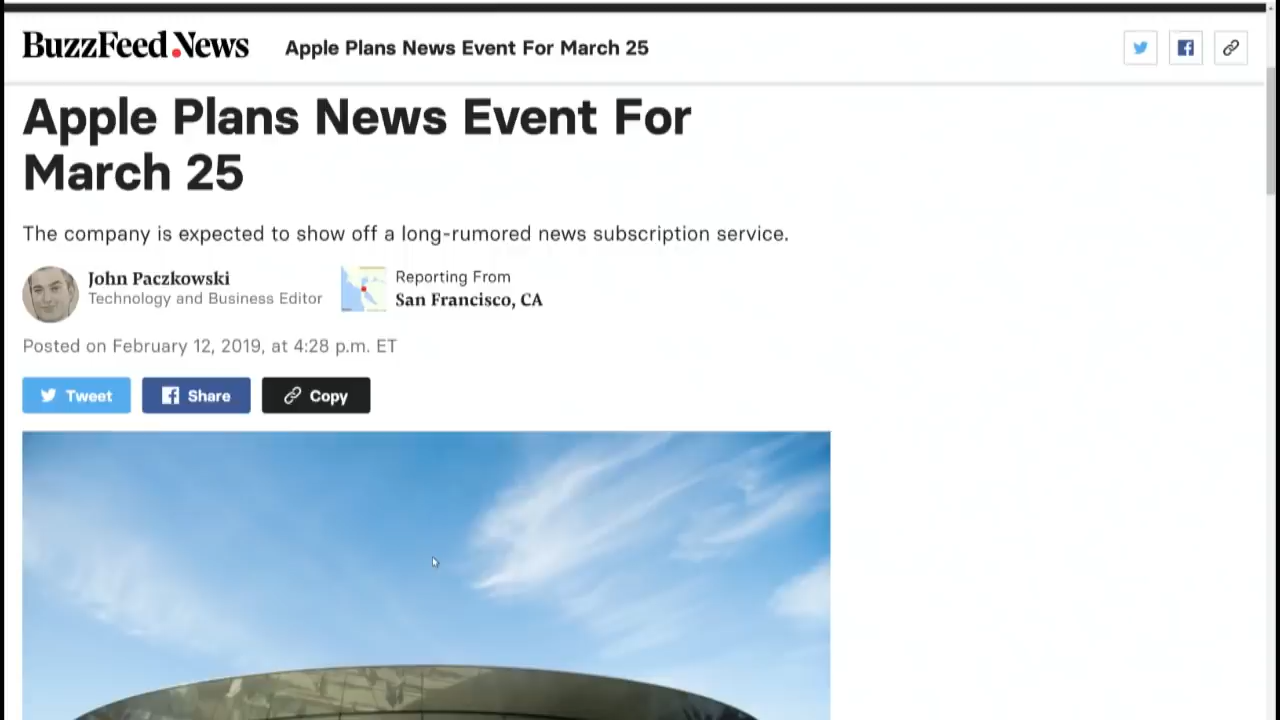 BuzzFeed News
Apple Plans News Event For March 25
Apple Plans News Event For
March 25
The company is expected to show off a long-rumored news subscription service.
John Paczkowski
Technology and Business Editor
Reporting From
San Francisco, CA
Posted on February 12, 2019, at 4:28 p.m. ET
Tweet
Share
Copy